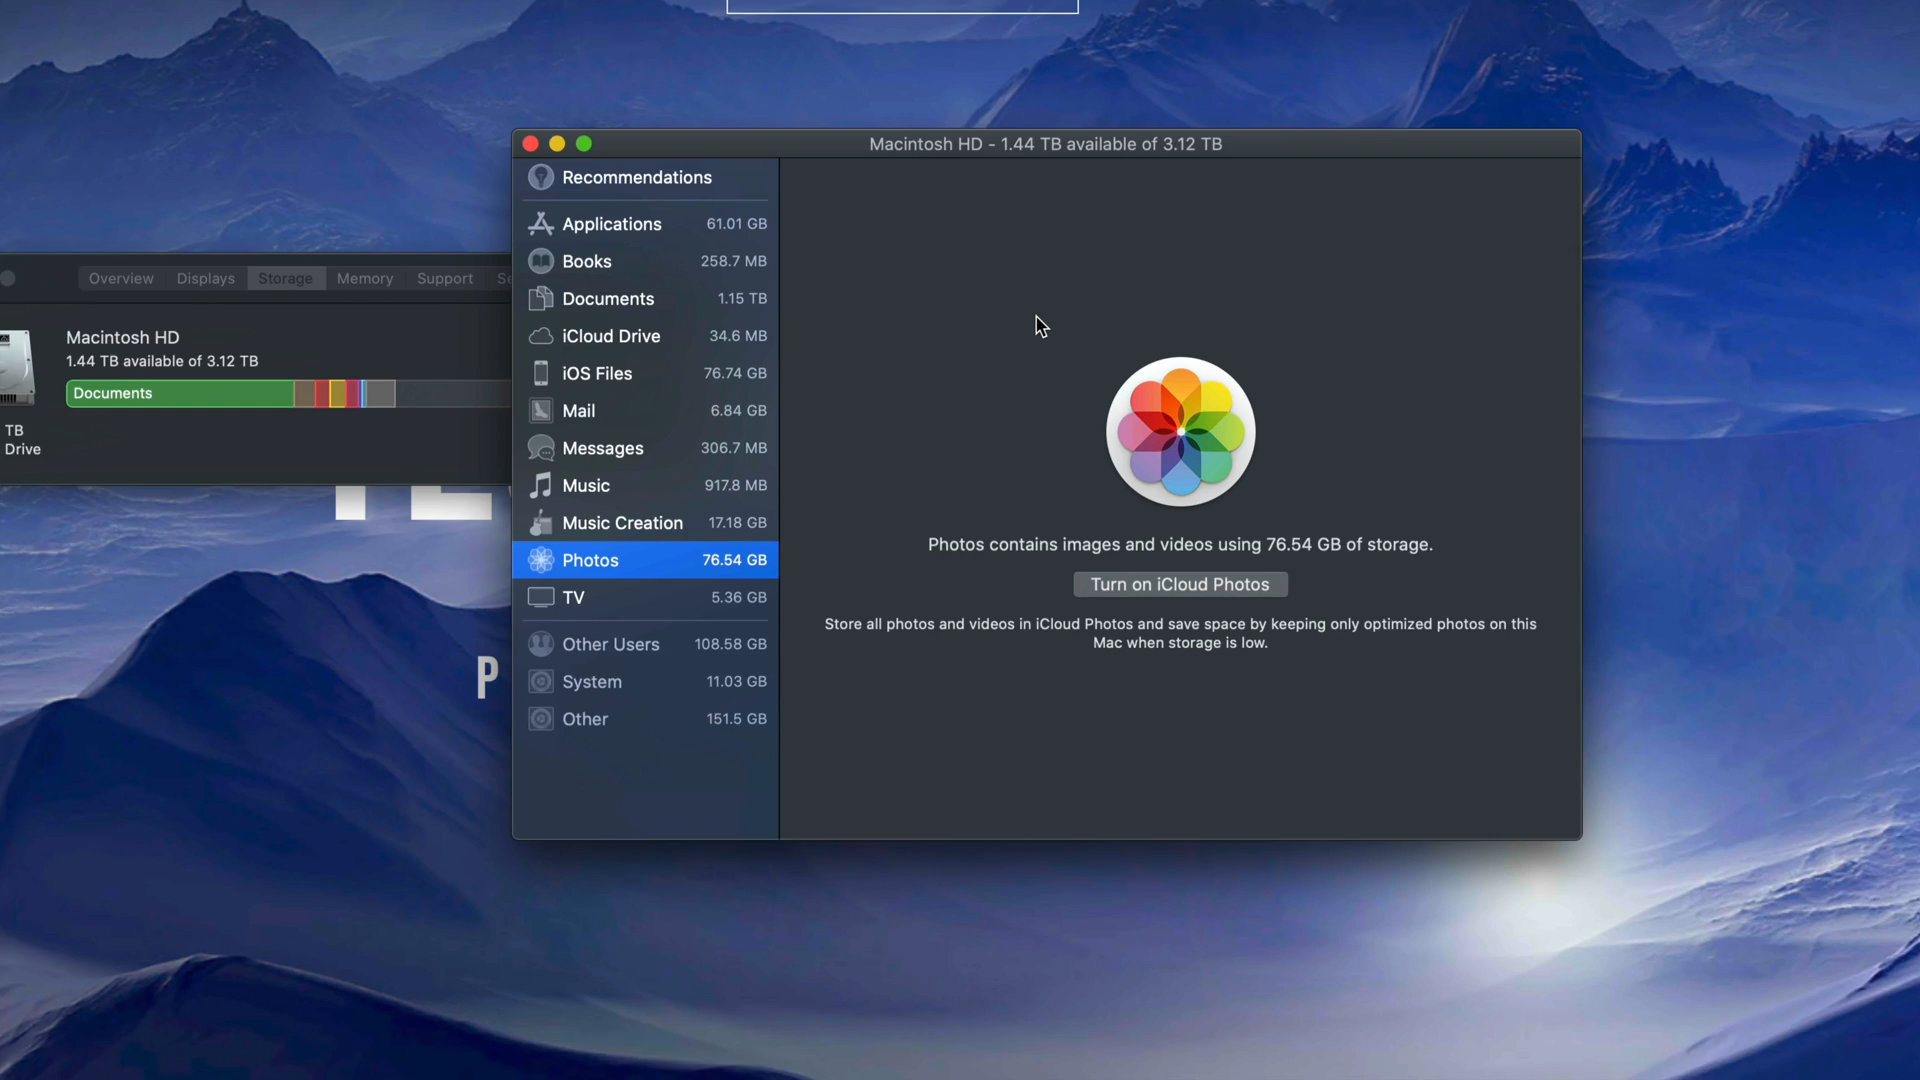 Macintosh HD - 1.44 TB available of 3.12 TB
Recommendations
Applications 61.01 GB
Books 258.7 MB
Documents 1.15 TB
iCloud Drive 34.6 MB
iOS Files 76.74 GB
Mail 6.84 GB
Messages 306.7 MB
Music 917.8 MB
Music Creation 17.18 GB
Photos 76.54 GB
TV 5.36 GB
Other Users 108.58 GB
System 11.03 GB
Other 151.5 GB
Photos contains images and videos using 76.54 GB of storage.
Turn on iCloud Photos
Store all photos and videos in iCloud Photos and save space by keeping only optimized photos on this
Mac when storage is low.
Overview Displays Storage Memory Support
Macintosh HD
1.44 TB available of 3.12 TB
Documents
TB
Drive
P